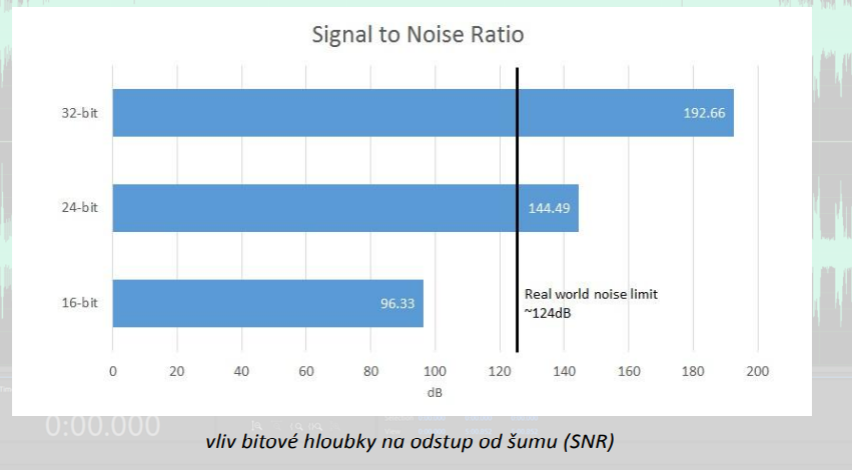 Signal to Noise Ratio
32-bit
192.66
24-bit
144.49
16-bit
96.33
Real world noise limit
~124dB
0 20 40 60 80 100 120 140 160 180 200
dB
0:00.000
vliv bitové hloubky na odstup od šumu (SNR)